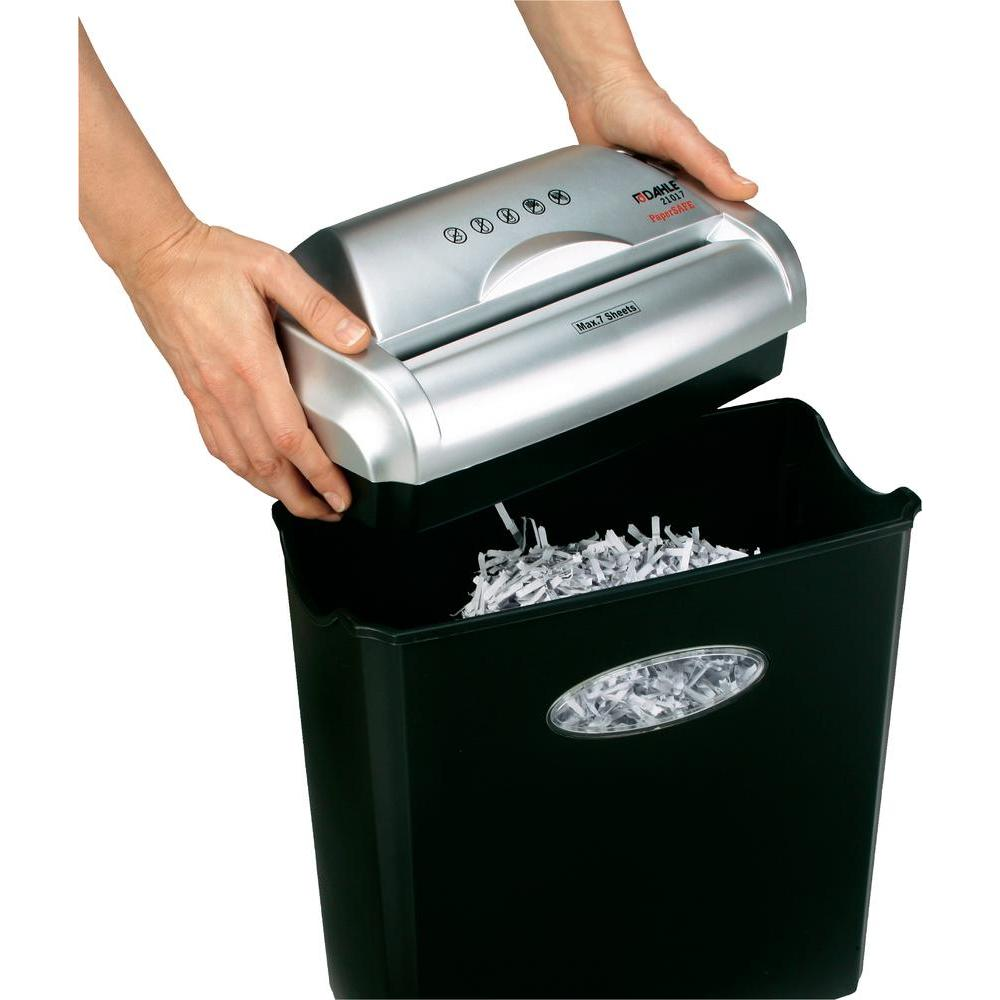 DAHLE
21017
PaperSAFE
Max.7 Sheets